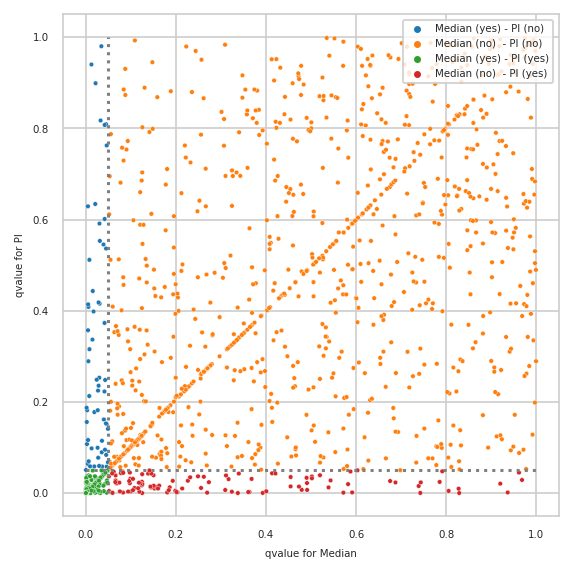 Median (yes) - PI (no)
Median (no)  - PI (no)
Median (yes) - PI (yes)
Median (no)  - PI (yes)
1.0
0.8
0.6
0.4
0.2
0.0
qvalue for PI
0.0 0.2 0.4 0.6 0.8 1.0
qvalue for Median